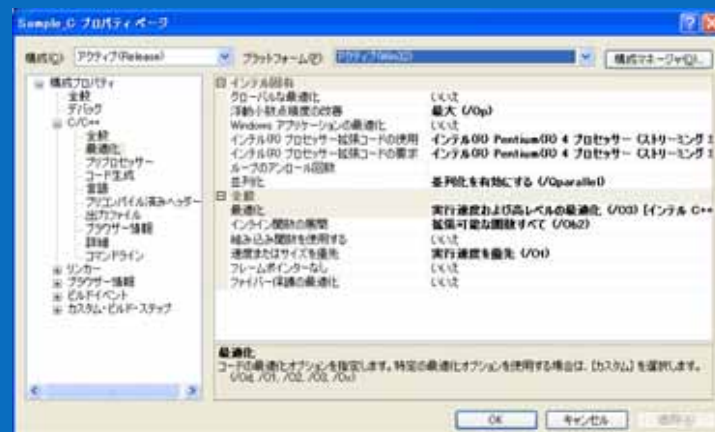 Sample_C プロパティ ページ
構成(C): アクティブ(Release) プラットフォーム(P): アクティブ(Win32) 構成マネージャ(O)...
構成プロパティ
全般
デバッグ
C/C++
全般
最適化
プリプロセッサー
コード生成
言語
プリコンパイル済みヘッダー
出力ファイル
ブラウザー情報
詳細
コマンドライン
リンカー
ブラウザー情報
ビルドイベント
カスタム・ビルド・ステップ
インテル固有
グローバルな最適化 いいえ
浮動小数点精度の改善 最大 (/Op)
Windows アプリケーションの最適化 いいえ
インテル(R) プロセッサー拡張コードの使用 インテル(R) Pentium(R) 4 プロセッサー (ストリーミング
インテル(R) プロセッサー拡張コードの要求 インテル(R) Pentium(R) 4 プロセッサー (ストリーミング
ループのアンロール回数
並列化 並列化を有効にする (/Qparallel)
全般
最適化 実行速度および高レベルの最適化 (/O3) [インテル C++
インライン関数の展開 拡張可能な関数すべて (/Ob2)
組み込み関数を使用する いいえ
速度またはサイズを優先 実行速度を優先 (/Ot)
フレームポインターなし いいえ
ファイバー保護の最適化 いいえ
最適化
コードの最適化オプションを指定します。特定の最適化オプションを使用する場合は、[カスタム] を選択します。
(/Od, /O1, /O2, /O3, /Ox)
OK キャンセル